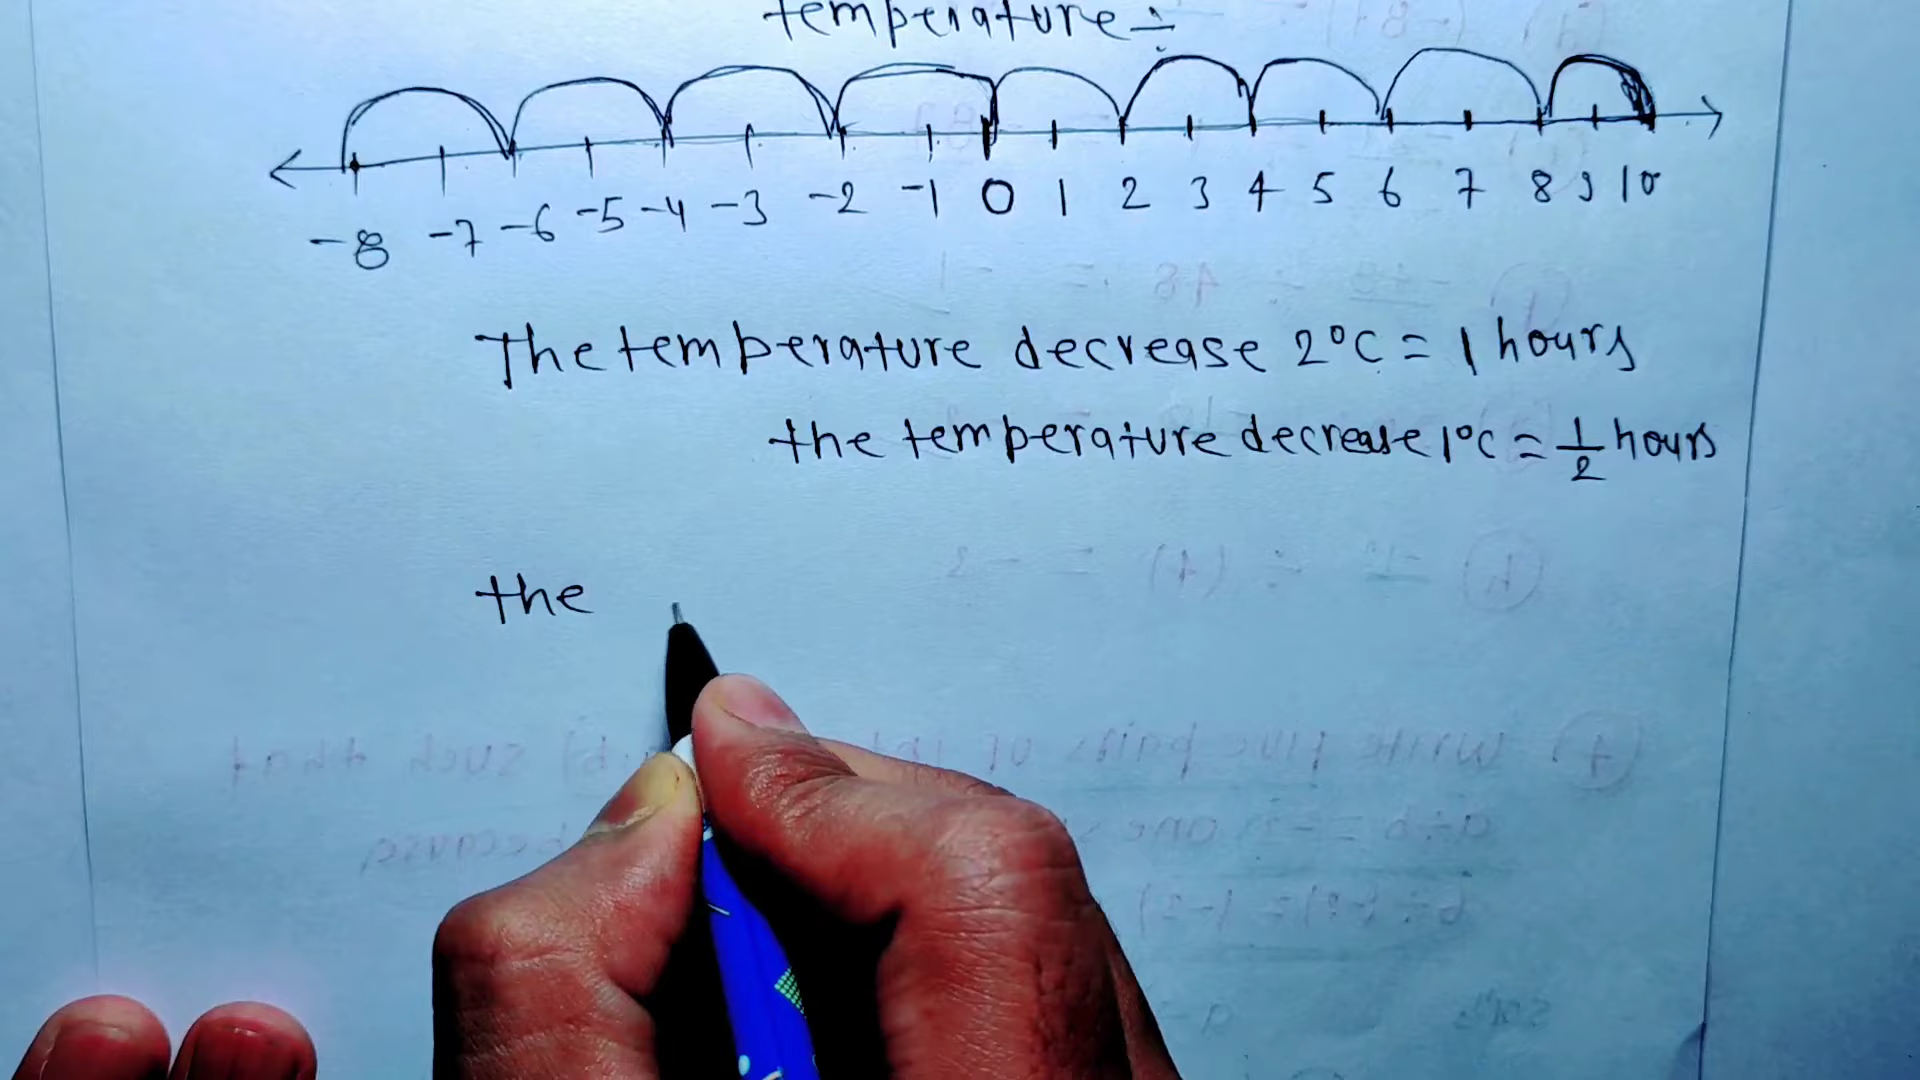 temperature÷
-8 -7 -6 -5 -4 -3 -2 -1 0 1 2 3 4 5 6 7 8 9 10
The temperature decrease 2°C = 1 hours
the temperature decrease 1°C = 1/2 hours
the